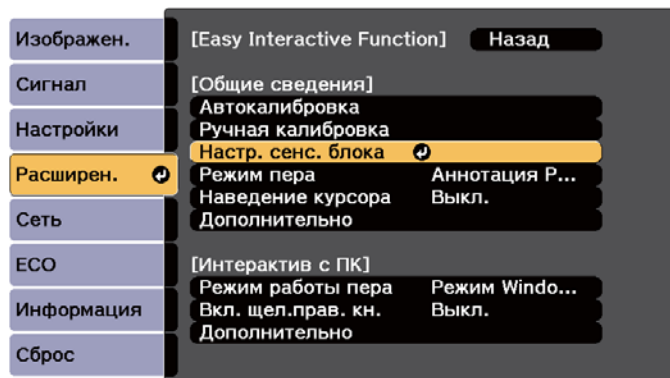 Изображен.
Сигнал
Настройки
Расширен.
Сеть
ECO
Информация
Сброс
[Easy Interactive Function] Назад
[Общие сведения]
Автокалибровка
Ручная калибровка
Настр. сенс. блока
Режим пера Аннотация P...
Наведение курсора Выкл.
Дополнительно
[Интерактив с ПК]
Режим работы пера Режим Windo...
Вкл. щел.прав. кн. Выкл.
Дополнительно